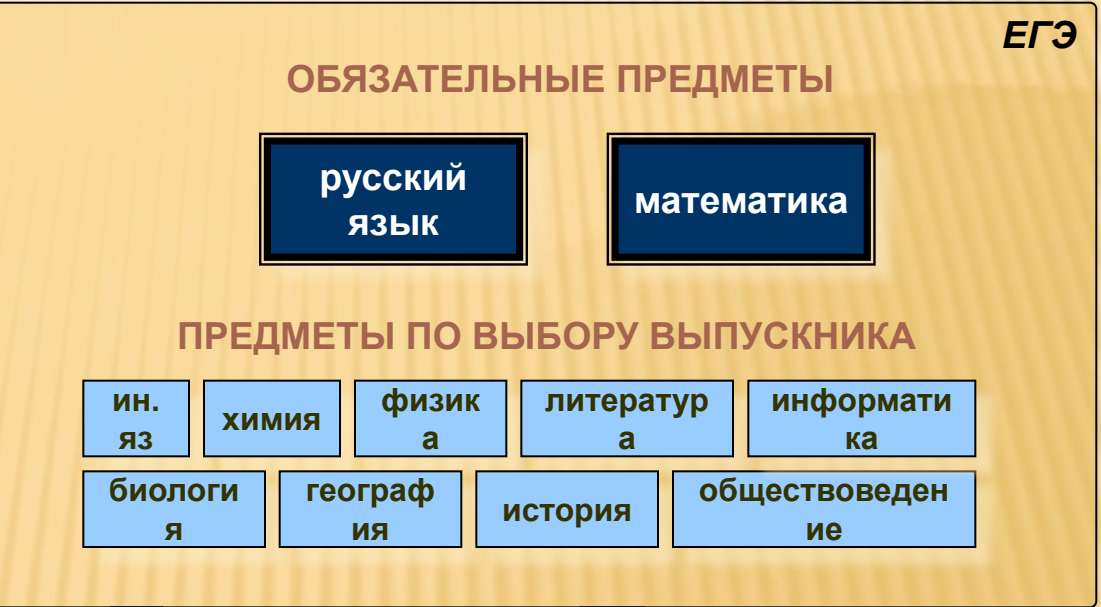 ЕГЭ
ОБЯЗАТЕЛЬНЫЕ ПРЕДМЕТЫ
русский
язык
математика
ПРЕДМЕТЫ ПО ВЫБОРУ ВЫПУСКНИКА
ин.
яз
химия
физик
а
литератур
а
информати
ка
биологи
я
географ
ия
история
обществоведен
ие